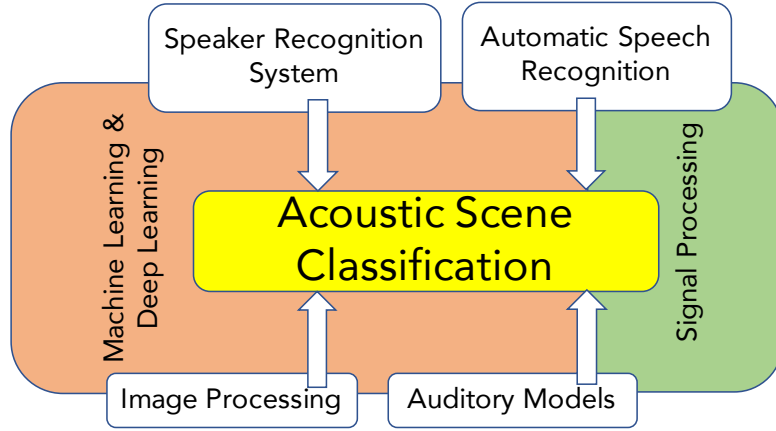 Speaker Recognition
System
Automatic Speech
Recognition
Machine Learning &
Deep Learning
Acoustic Scene
Classification
Signal Processing
Image Processing
Auditory Models